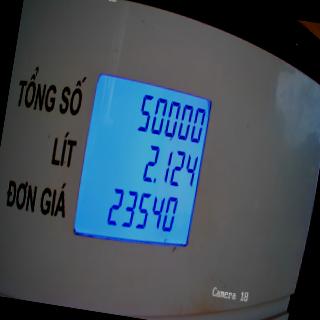 TỔNG SỐ 50000
LÍT 2.124
ĐƠN GIÁ 23540
Camera 18